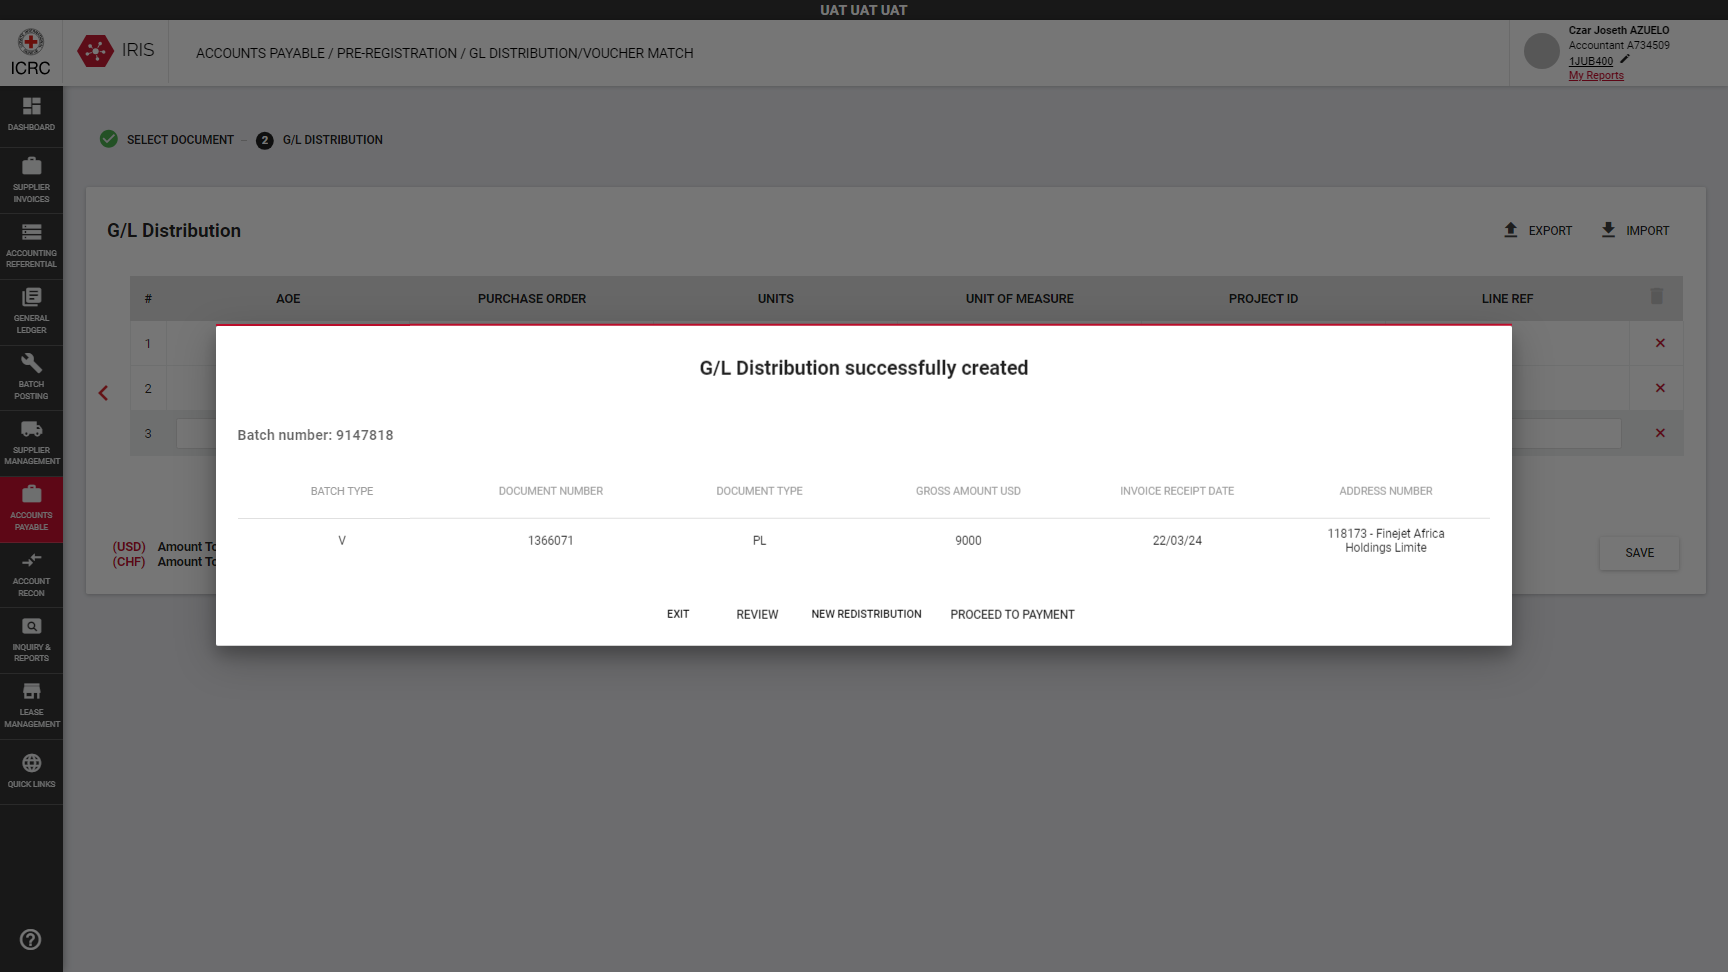 UAT UAT UAT
ICRC
IRIS
ACCOUNTS PAYABLE / PRE-REGISTRATION / GL DISTRIBUTION/VOUCHER MATCH
Czar Joseth AZUELO
Accountant A734509
1JUB400
My Reports
DASHBOARD
SUPPLIER
INVOICES
ACCOUNTING
REFERENTIAL
GENERAL
LEDGER
BATCH
POSTING
SUPPLIER
MANAGEMENT
ACCOUNTS
PAYABLE
ACCOUNT
RECON
INQUIRY &
REPORTS
LEASE
MANAGEMENT
QUICK LINKS
SELECT DOCUMENT
2 G/L DISTRIBUTION
G/L Distribution
EXPORT
IMPORT
# AOE PURCHASE ORDER UNITS UNIT OF MEASURE PROJECT ID LINE REF
1
2
3
(USD) Amount To
(CHF) Amount To
SAVE
G/L Distribution successfully created
Batch number: 9147818
BATCH TYPE DOCUMENT NUMBER DOCUMENT TYPE GROSS AMOUNT USD INVOICE RECEIPT DATE ADDRESS NUMBER
V 1366071 PL 9000 22/03/24 118173 - Finejet Africa
Holdings Limite
EXIT REVIEW NEW REDISTRIBUTION PROCEED TO PAYMENT